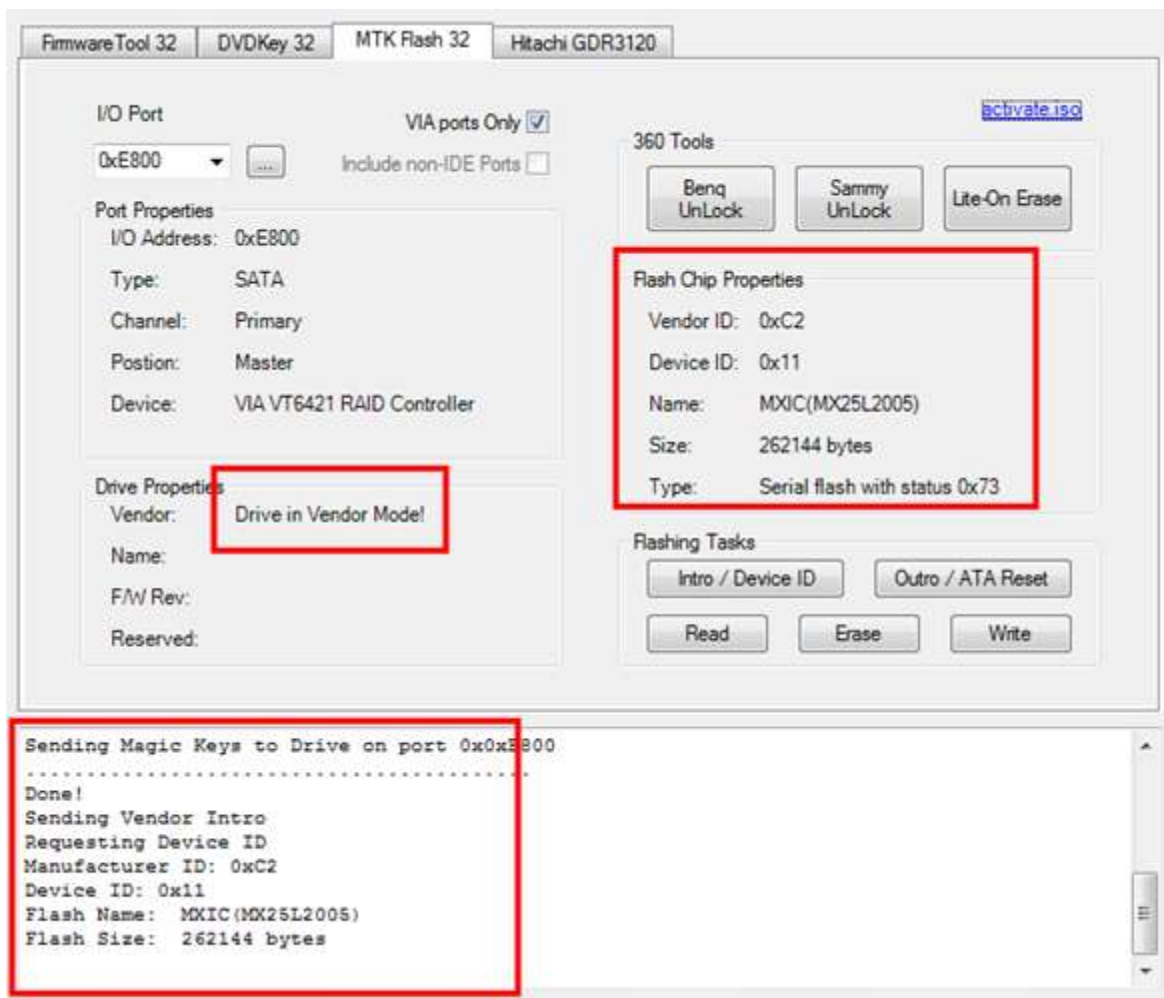 FirmwareTool 32 DVDKey 32 MTK Flash 32 Hitachi GDR3120
I/O Port
VIA ports Only
activate.iso
0xE800 ...
Include non-IDE Ports
Port Properties
I/O Address: 0xE800
Type: SATA
Channel: Primary
Postion: Master
Device: VIA VT6421 RAID Controller
Drive Properties
Vendor: Drive in Vendor Mode!
Name:
F/W Rev:
Reserved:
360 Tools
Benq
UnLock
Sammy
UnLock
Lite-On Erase
Flash Chip Properties
Vendor ID: 0xC2
Device ID: 0x11
Name: MXIC(MX25L2005)
Size: 262144 bytes
Type: Serial flash with status 0x73
Flashing Tasks
Intro / Device ID Outro / ATA Reset
Read Erase Write
Sending Magic Keys to Drive on port 0x0xE800
..........................................
Done!
Sending Vendor Intro
Requesting Device ID
Manufacturer ID: 0xC2
Device ID: 0x11
Flash Name: MXIC(MX25L2005)
Flash Size: 262144 bytes